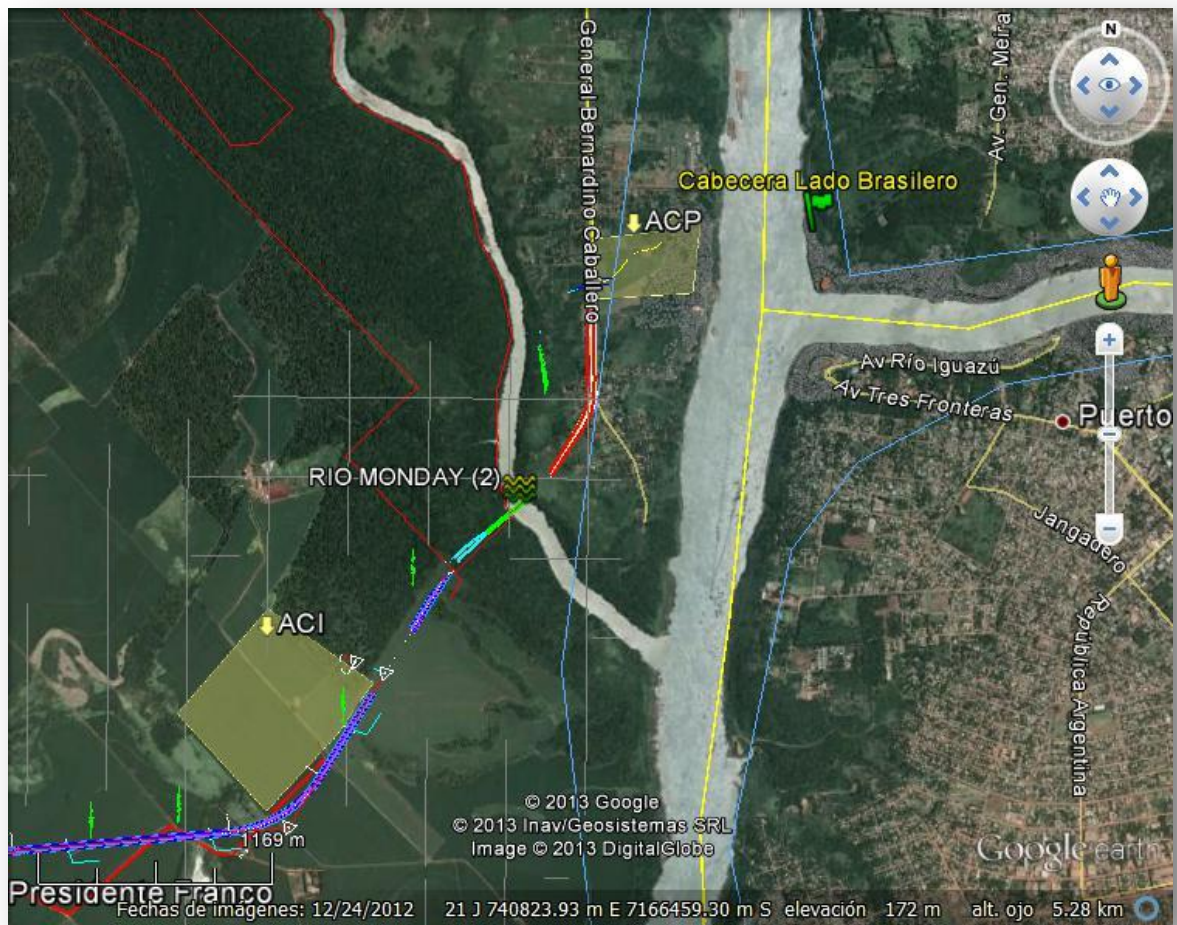 N
General Bernardino Caballero
Av. Gen. Meira
Cabecera Lado Brasilero
ACP
Av Río Iguazú
Av Tres Fronteras
Puerto
RIO MONDAY (2)
Jangadero
República Argentina
ACI
© 2013 Google
© 2013 Inav/Geosistemas SRL
Image © 2013 DigitalGlobe
1169 m
Google earth
Presidente Franco
Fechas de imágenes: 12/24/2012 21 J 740823.93 m E 7166459.30 m S elevación 172 m alt. ojo 5.28 km